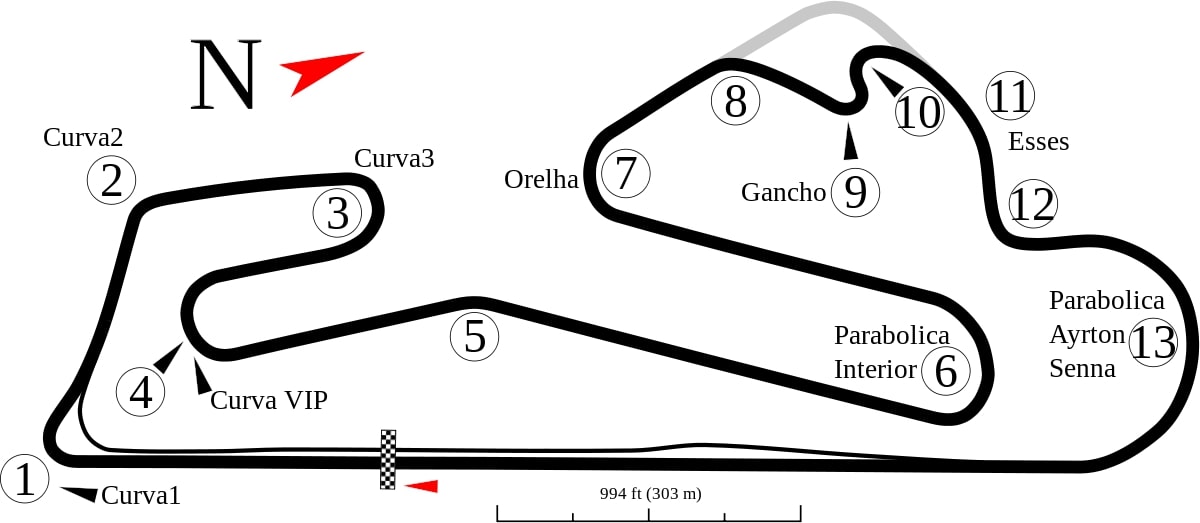 N
Curva2
2
Curva3
3
4
Curva VIP
5
Parabolica
Interior 6
Orelha 7
8
Gancho 9
10
11
Esses
12
Parabolica
Ayrton 13
Senna
1
Curva1
994 ft (303 m)